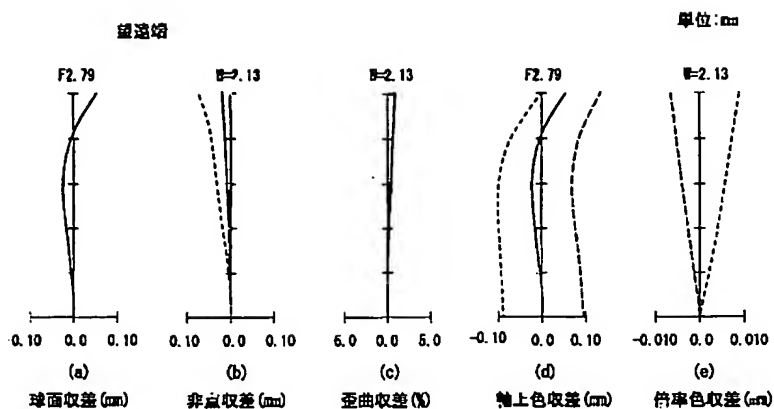 望遠端
単位:mm
F2.79 W=2.13 W=2.13 F2.79 W=2.13
0.10 0.0 0.10 0.10 0.0 0.10 5.0 0.0 5.0 -0.10 0.0 0.10 -0.010 0.0 0.010
(a) (b) (c) (d) (e)
球面収差(mm) 非点収差(mm) 歪曲収差(%) 軸上色収差(mm) 倍率色収差(mm)